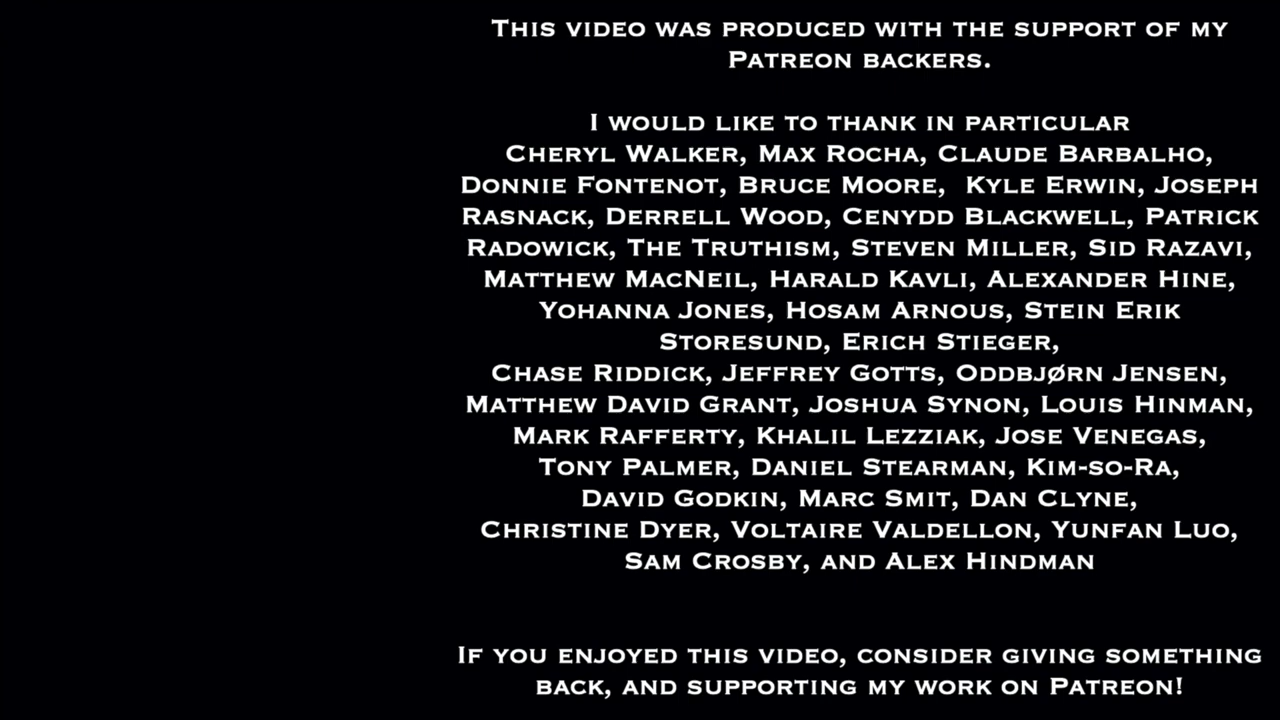 This video was produced with the support of my
Patreon backers.
I would like to thank in particular
Cheryl Walker, Max Rocha, Claude Barbalho,
Donnie Fontenot, Bruce Moore,  Kyle Erwin, Joseph
Rasnack, Derrell Wood, Cenydd Blackwell, Patrick
Radowick, The Truthism, Steven Miller, Sid Razavi,
Matthew MacNeil, Harald Kavli, Alexander Hine,
Yohanna Jones, Hosam Arnous, Stein Erik
Storesund, Erich Stieger,
Chase Riddick, Jeffrey Gotts, Oddbjørn Jensen,
Matthew David Grant, Joshua Synon, Louis Hinman,
Mark Rafferty, Khalil Lezziak, Jose Venegas,
Tony Palmer, Daniel Stearman, Kim-so-Ra,
David Godkin, Marc Smit, Dan Clyne,
Christine Dyer, Voltaire Valdellon, Yunfan Luo,
Sam Crosby, and Alex Hindman
If you enjoyed this video, consider giving something
back, and supporting my work on Patreon!